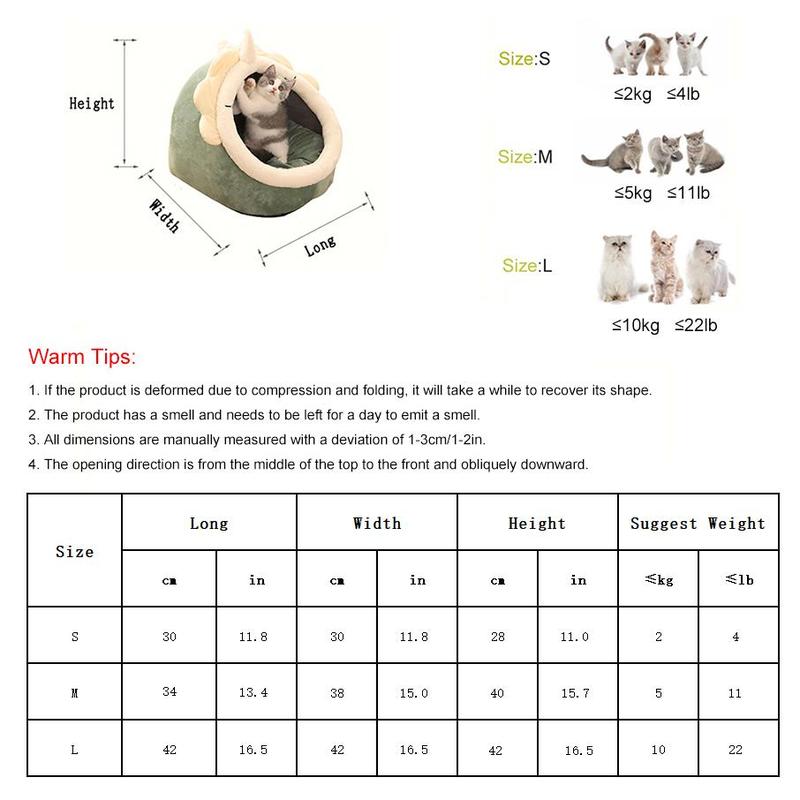 Height
Width
Long
Size:S
≤2kg ≤4lb
Size:M
≤5kg ≤11lb
Size:L
≤10kg ≤22lb
Warm Tips:
1. If the product is deformed due to compression and folding, it will take a while to recover its shape.
2. The product has a smell and needs to be left for a day to emit a smell.
3. All dimensions are manually measured with a deviation of 1-3cm/1-2in.
4. The opening direction is from the middle of the top to the front and obliquely downward.
Size Long Width Height Suggest Weight
cm in cm in cm in ≤kg ≤lb
S 30 11.8 30 11.8 28 11.0 2 4
M 34 13.4 38 15.0 40 15.7 5 11
L 42 16.5 42 16.5 42 16.5 10 22